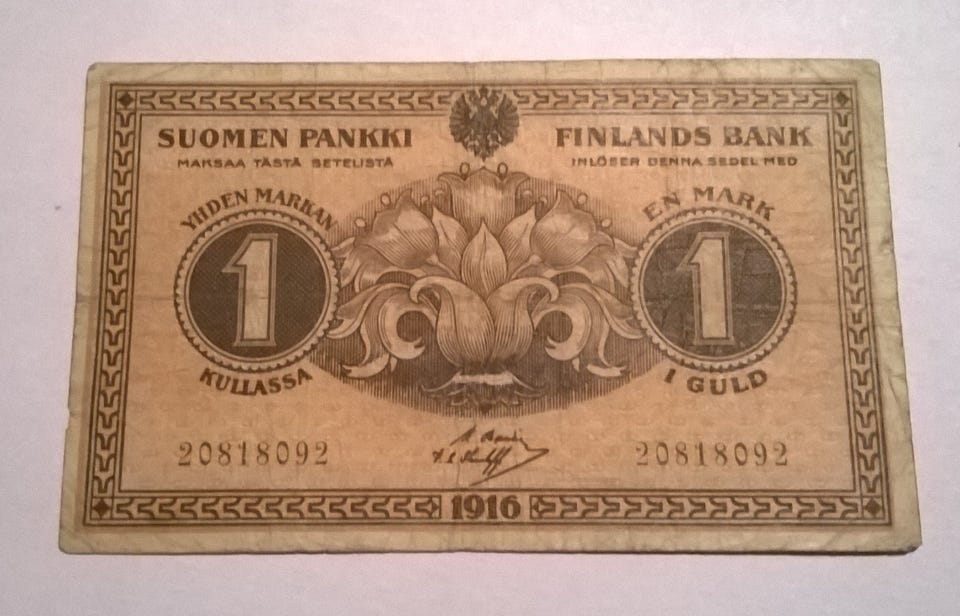 SUOMEN PANKKI
MAKSAA TÄSTÄ SETELISTÄ
FINLANDS BANK
INLÖSER DENNA SEDEL MED
YHDEN MARKAN
1
KULLASSA
EN MARK
1
I GULD
20818092
20818092
1916